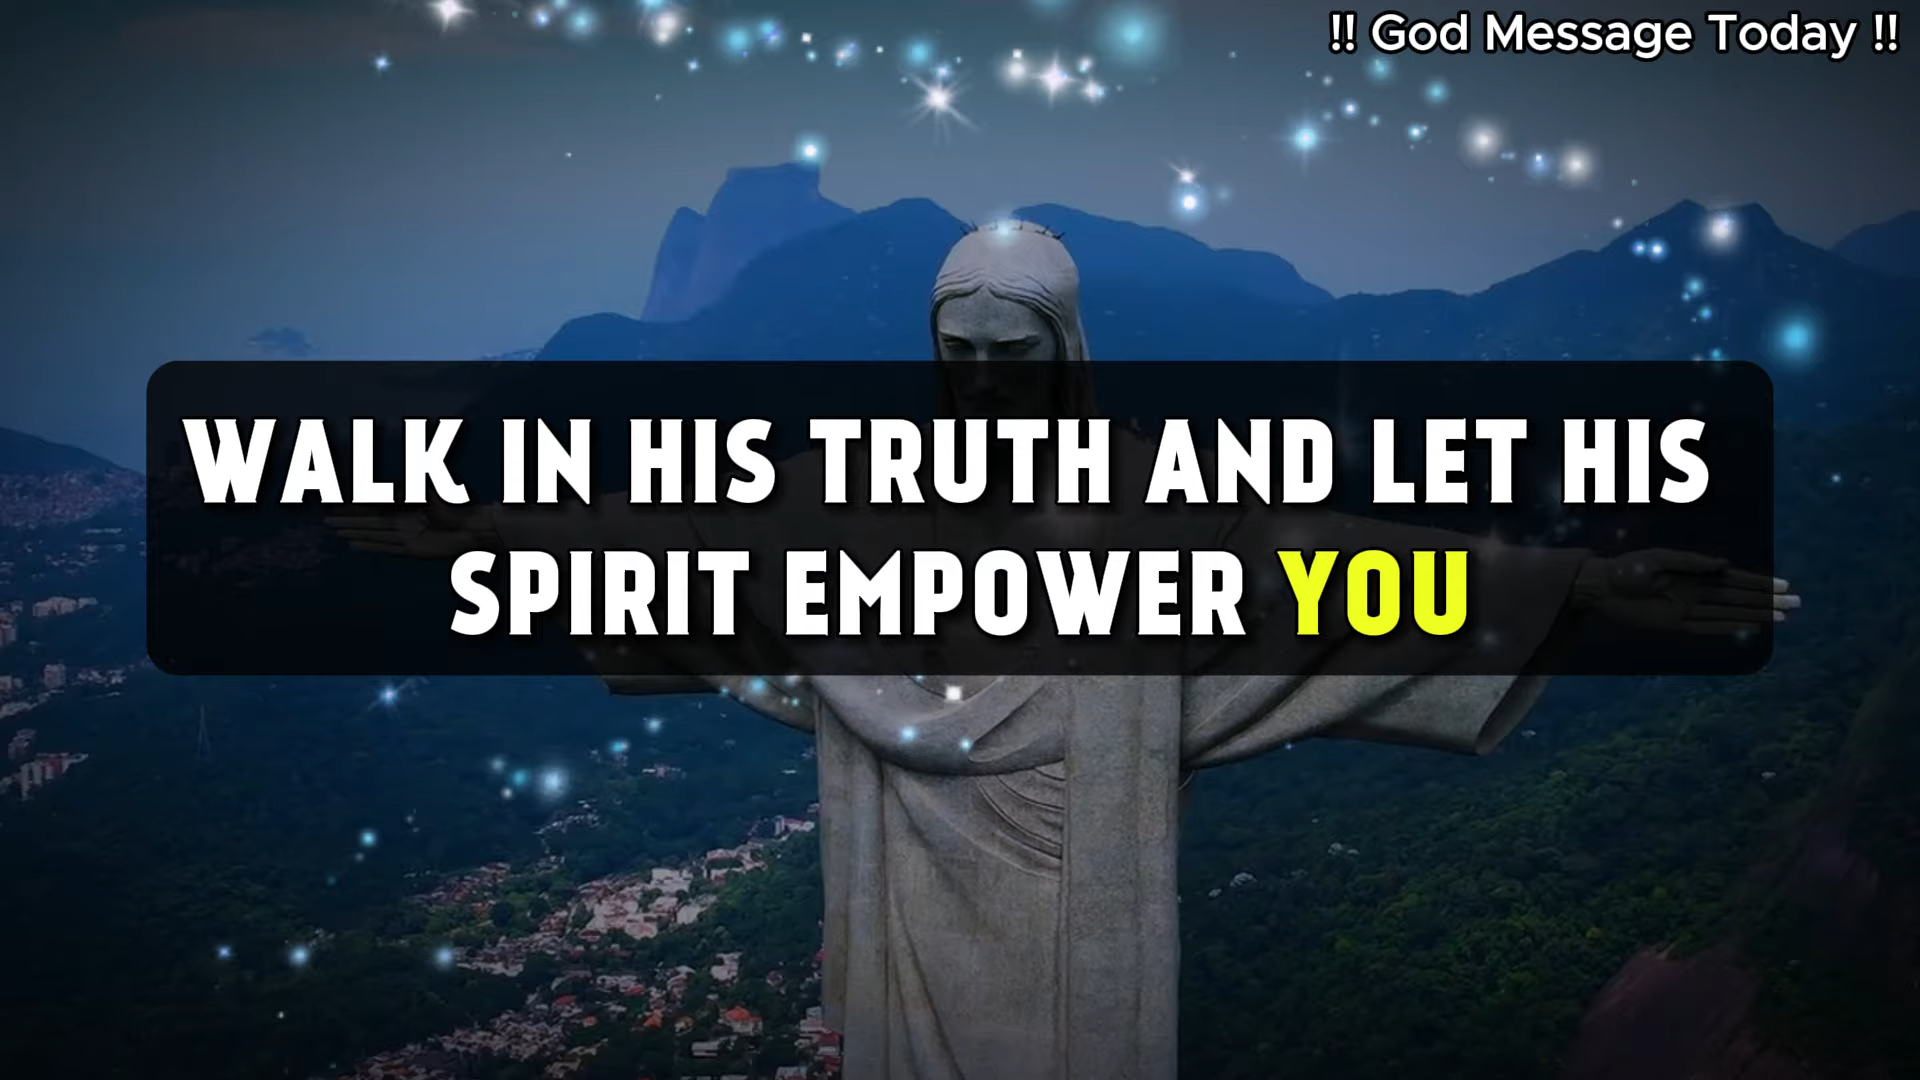 !! God Message Today !!
WALK IN HIS TRUTH AND LET HIS
SPIRIT EMPOWER YOU